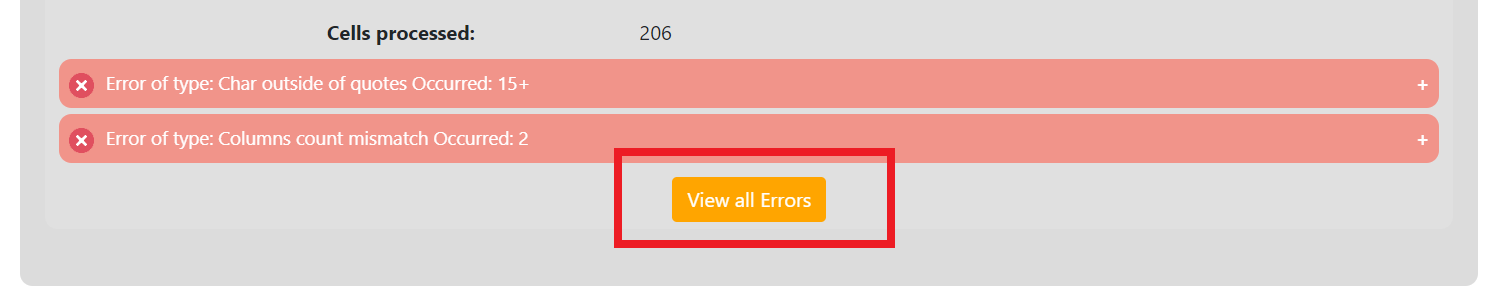 Cells processed: 206
Error of type: Char outside of quotes Occurred: 15+ +
Error of type: Columns count mismatch Occurred: 2 +
View all Errors